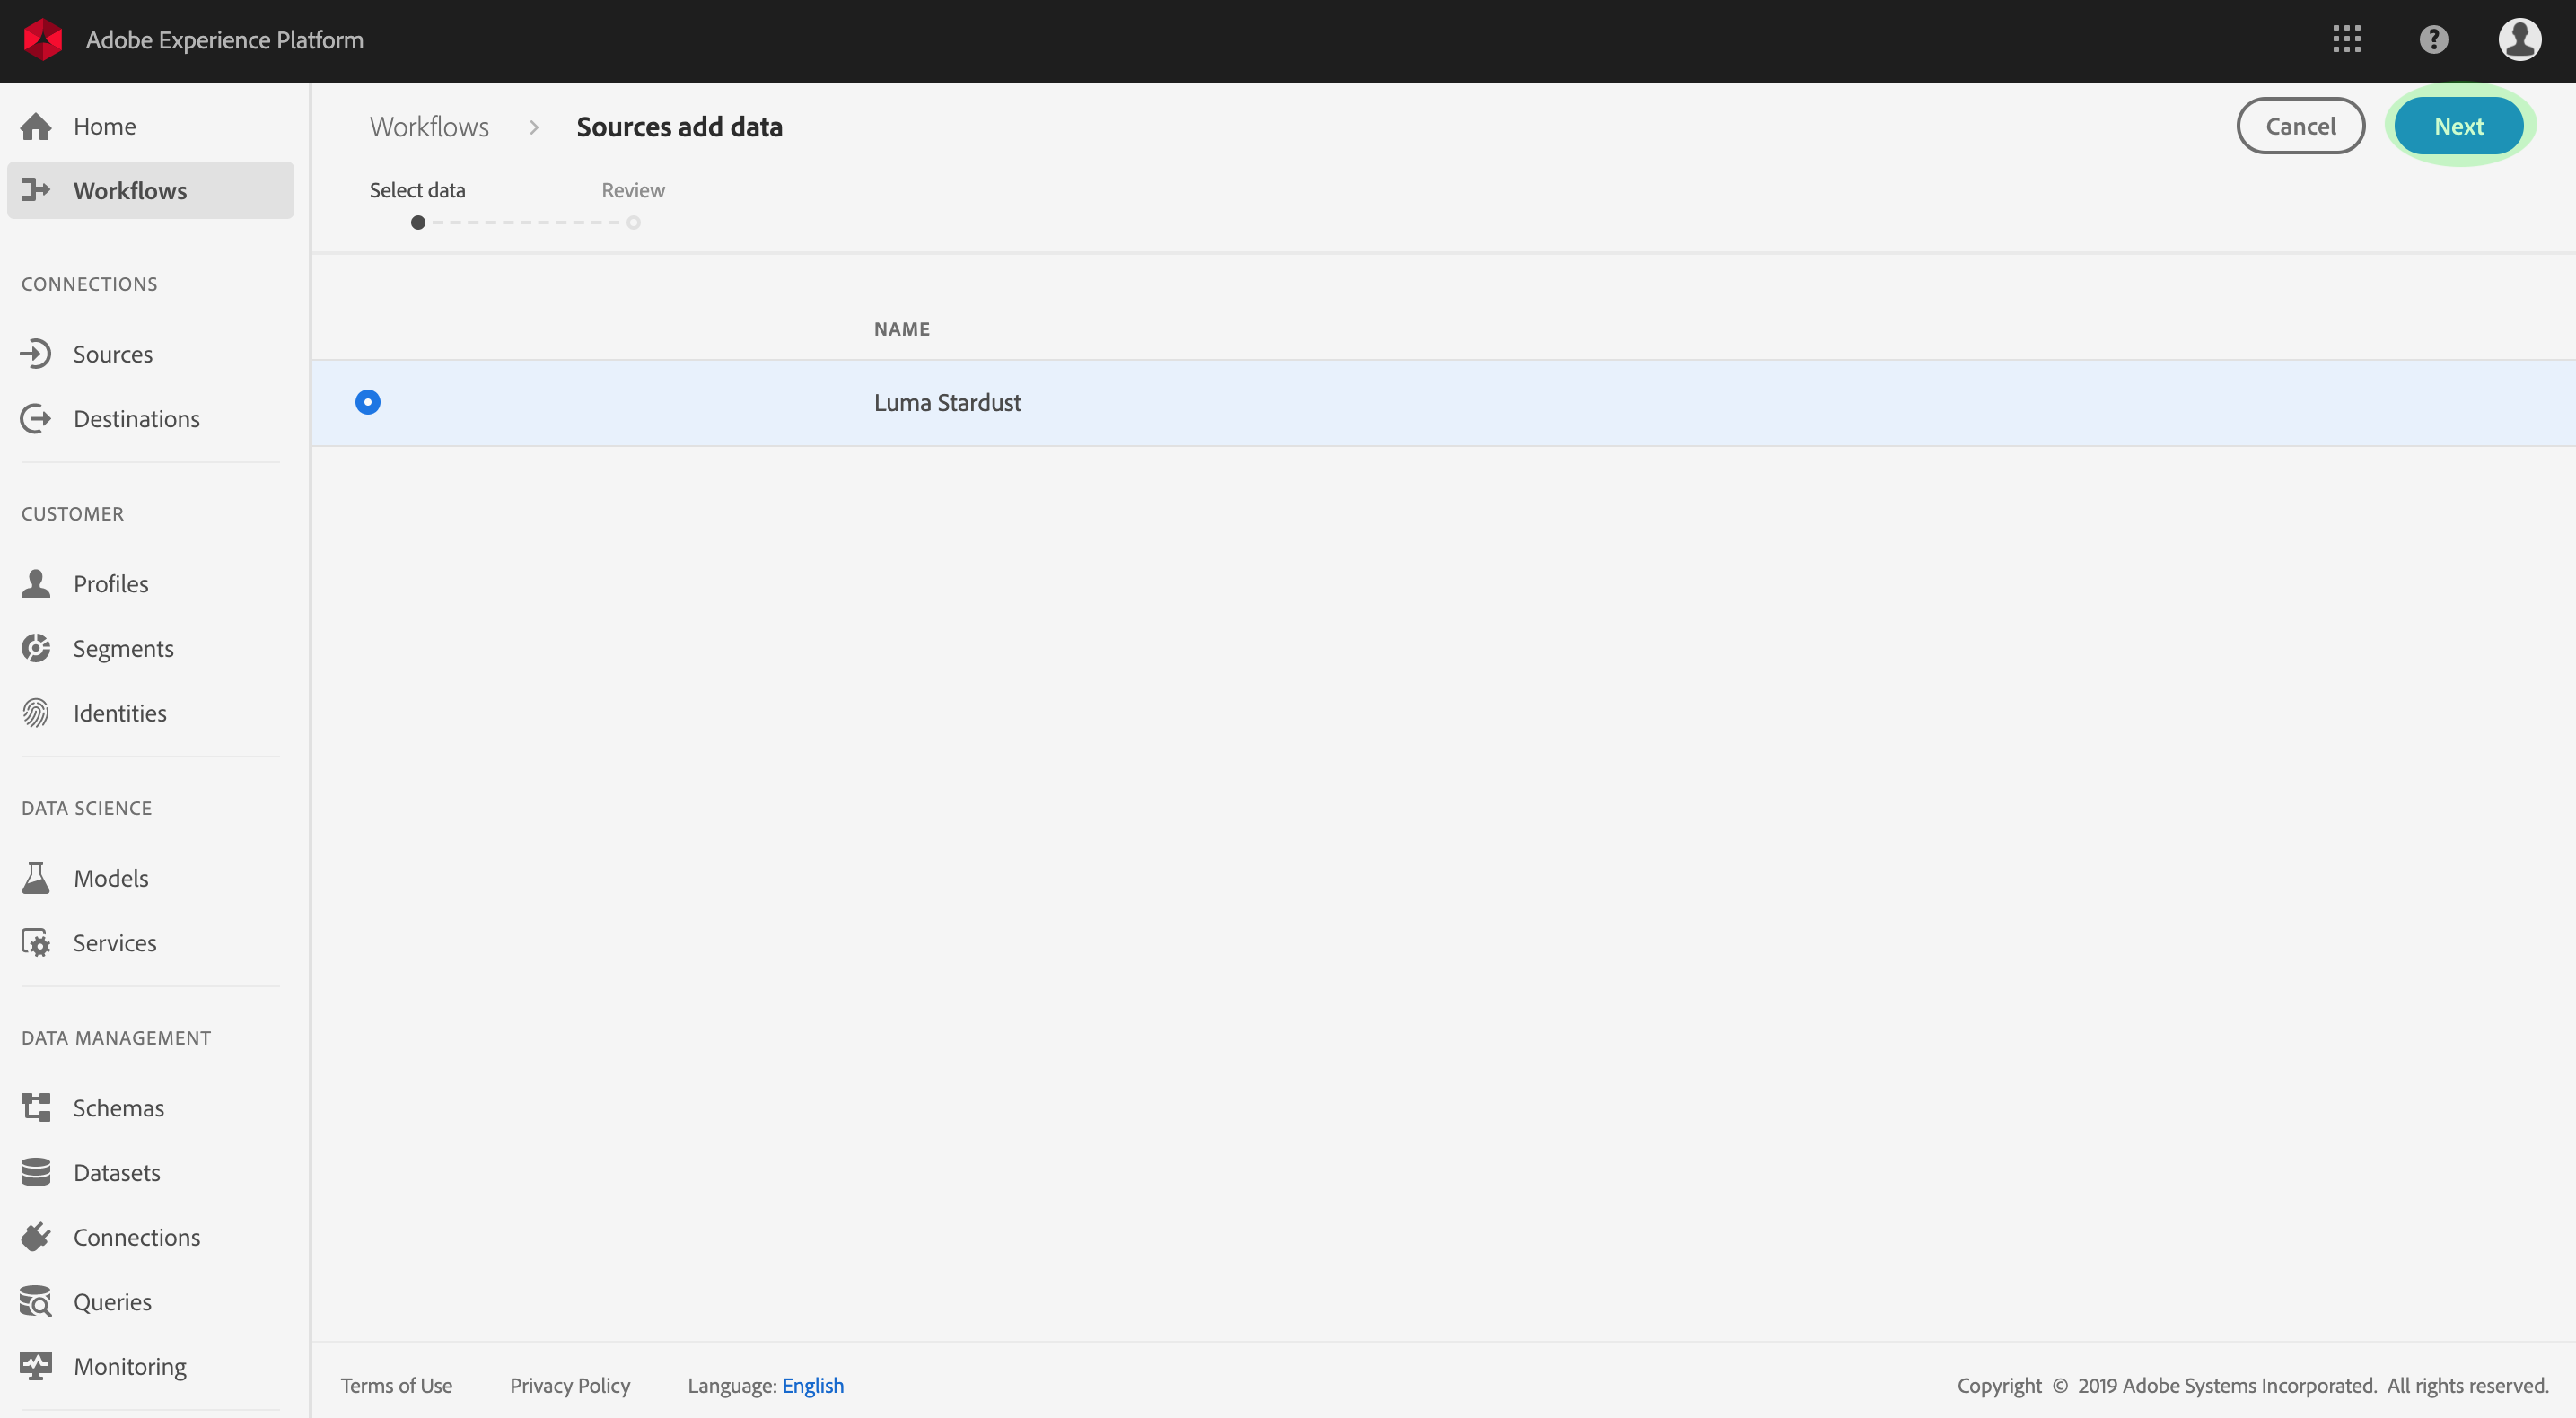 Adobe Experience Platform
?
Home
Workflows
CONNECTIONS
Sources
Destinations
CUSTOMER
Profiles
Segments
Identities
DATA SCIENCE
Models
Services
DATA MANAGEMENT
Schemas
Datasets
Connections
Queries
Monitoring
Workflows > Sources add data
Cancel
Next
Select data
Review
NAME
Luma Stardust
Terms of Use
Privacy Policy
Language: English
Copyright © 2019 Adobe Systems Incorporated. All rights reserved.